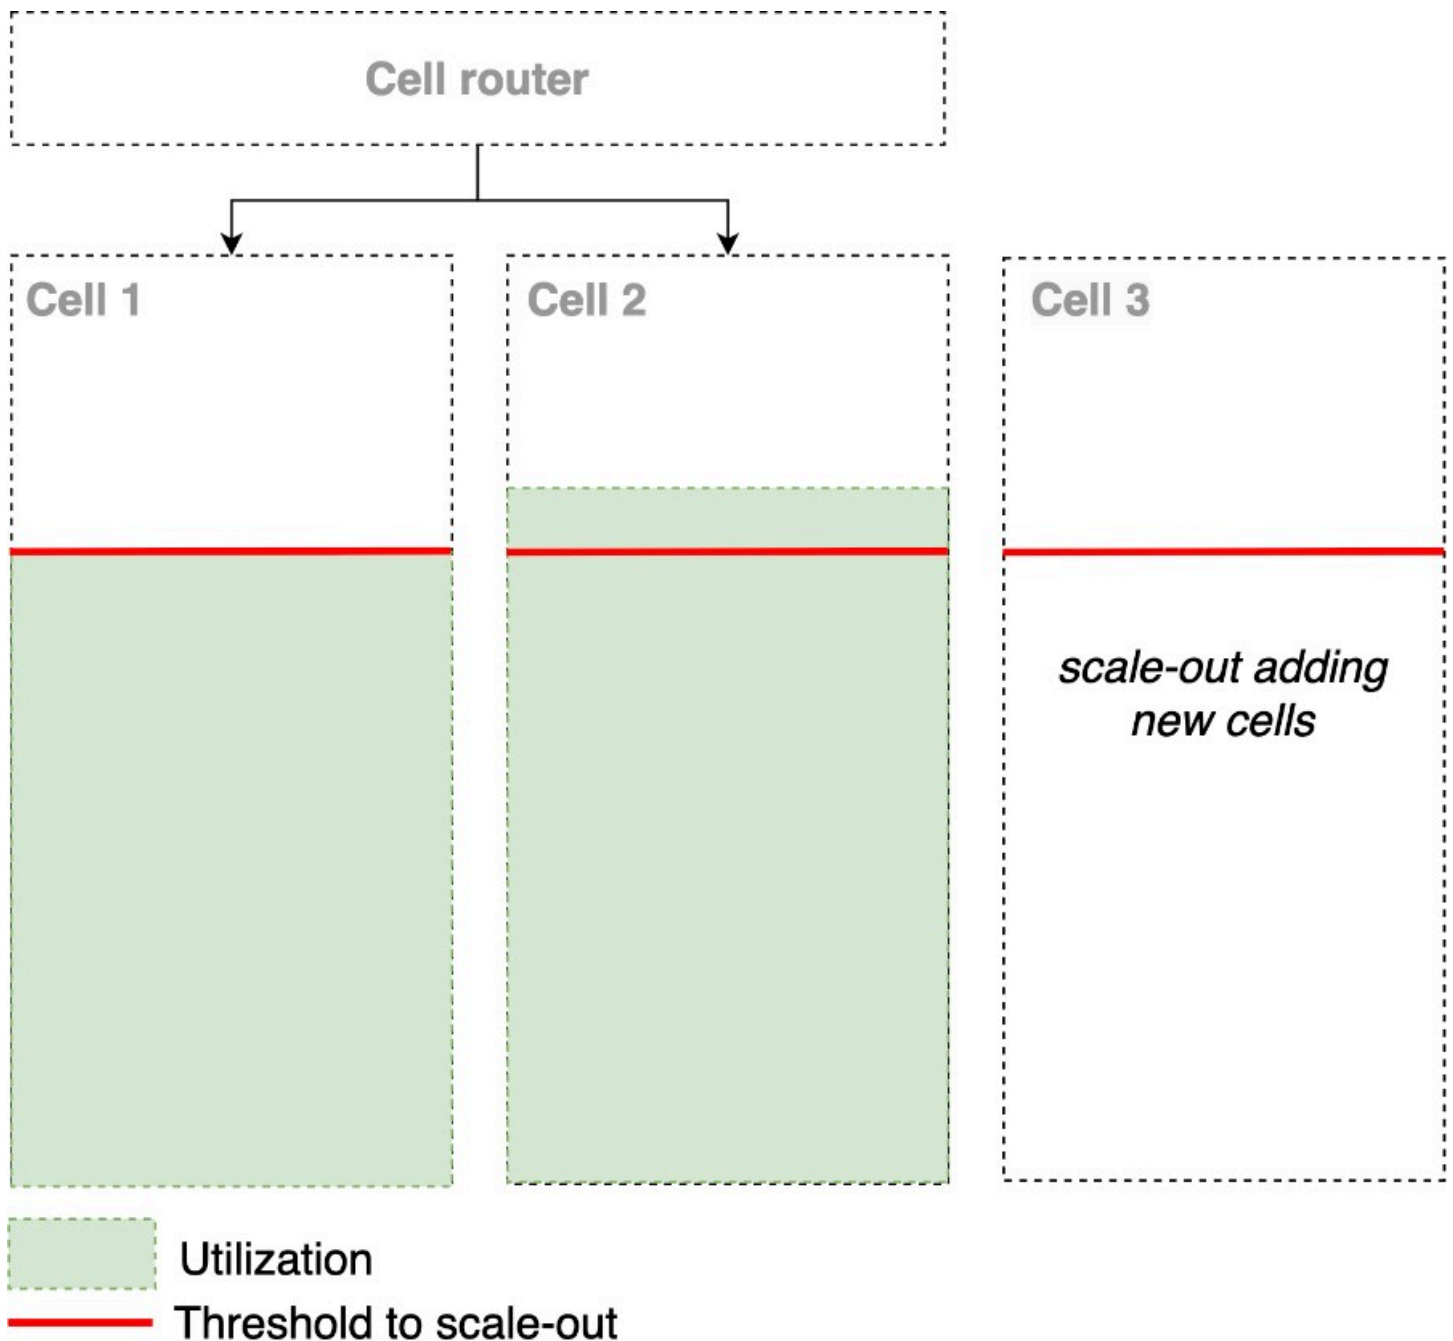 Cell router
Cell 1
Cell 2
Cell 3
scale-out adding
new cells
Utilization
Threshold to scale-out